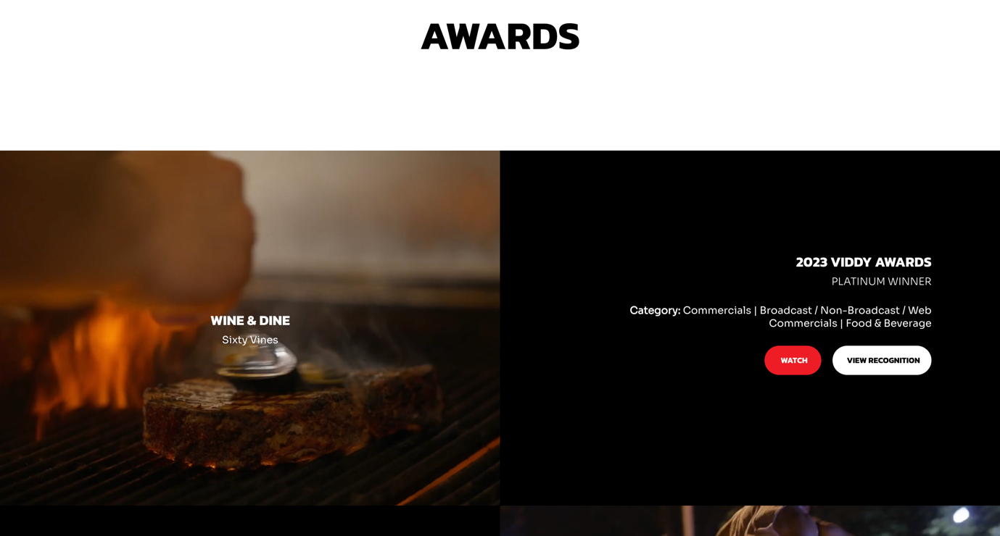 AWARDS
WINE & DINE
Sixty Vines
2023 VIDDY AWARDS
PLATINUM WINNER
Category: Commercials | Broadcast / Non-Broadcast / Web
Commercials | Food & Beverage
WATCH
VIEW RECOGNITION